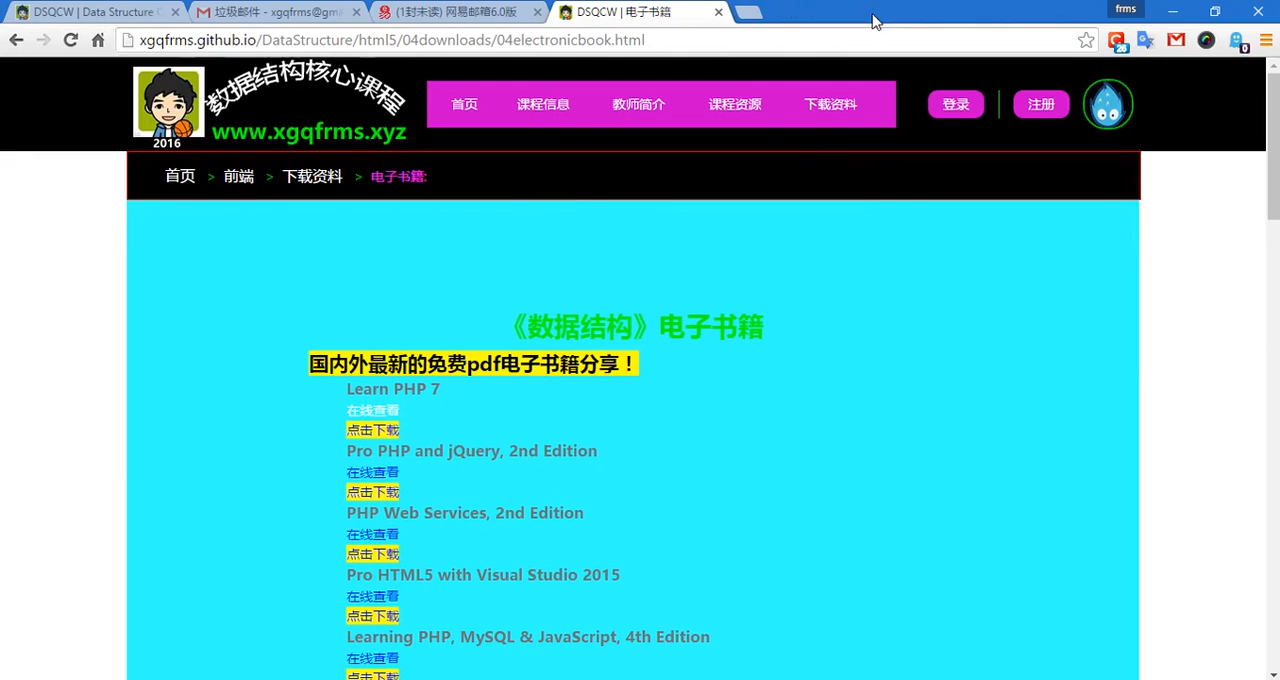 DSQCW | Data Structure
垃圾邮件 - xgqfrms@gm
(1封未读) 网易邮箱6.0版
DSQCW | 电子书籍
frms
xgqfrms.github.io/DataStructure/html5/04downloads/04electronicbook.html
26
0
数据结构核心课程
www.xgqfrms.xyz
2016
首页 课程信息 教师简介 课程资源 下载资料
登录 | 注册
首页 > 前端 > 下载资料 > 电子书籍:
《数据结构》电子书籍
国内外最新的免费pdf电子书籍分享！
Learn PHP 7
在线查看
点击下载
Pro PHP and jQuery, 2nd Edition
在线查看
点击下载
PHP Web Services, 2nd Edition
在线查看
点击下载
Pro HTML5 with Visual Studio 2015
在线查看
点击下载
Learning PHP, MySQL & JavaScript, 4th Edition
在线查看
点击下载